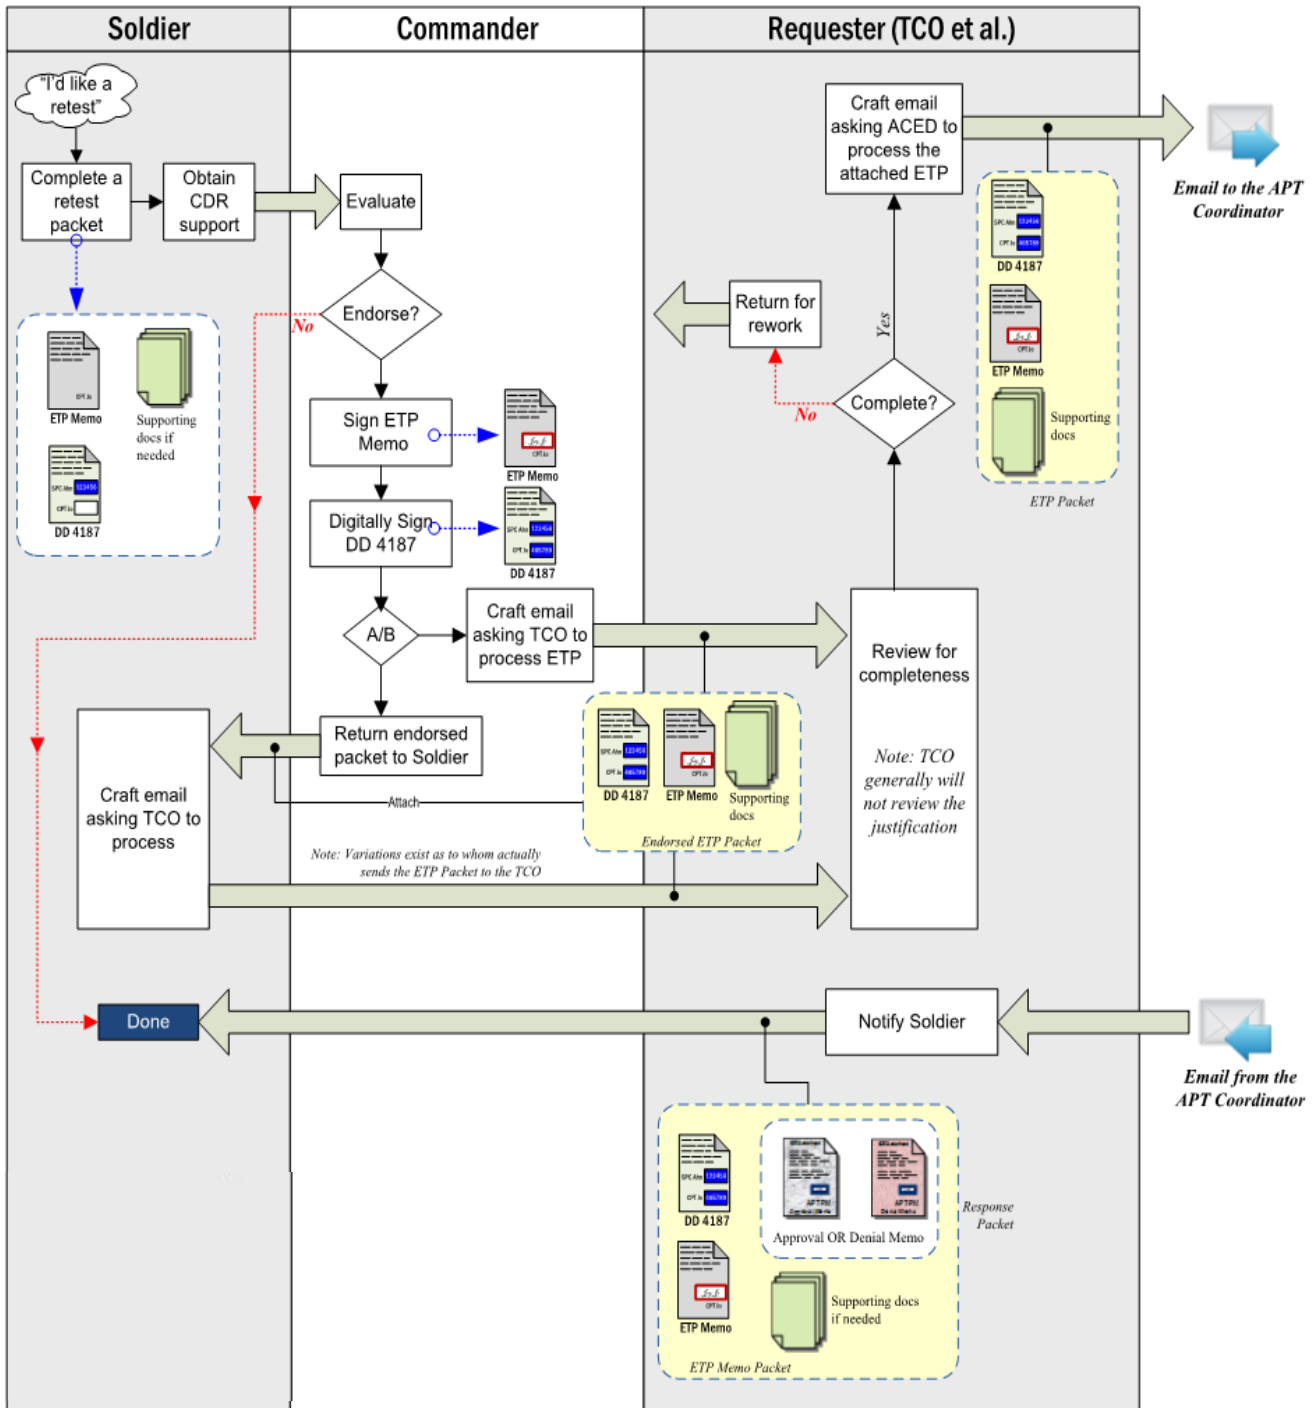 Soldier
Commander
Requester (TCO et al.)
"I'd like a
retest"
Complete a
retest
packet
Obtain
CDR
support
Evaluate
Endorse?
No
ETP Memo
Supporting
docs if
needed
DD 4187
Sign ETP
Memo
ETP Memo
Digitally Sign
DD 4187
DD 4187
A/B
Craft email
asking TCO to
process ETP
Return endorsed
packet to Soldier
Attach
Craft email
asking TCO to
process
Note: Variations exist as to whom actually
sends the ETP Packet to the TCO
DD 4187
ETP Memo
Supporting
docs
Endorsed ETP Packet
Review for
completeness
Note: TCO
generally will
not review the
justification
Complete?
No
Yes
Return for
rework
Craft email
asking ACED to
process the
attached ETP
Email to the APT
Coordinator
DD 4187
ETP Memo
Supporting
docs
ETP Packet
Done
Notify Soldier
Email from the
APT Coordinator
DD 4187
Approval OR Denial Memo
Response
Packet
ETP Memo
Supporting docs
if needed
ETP Memo Packet